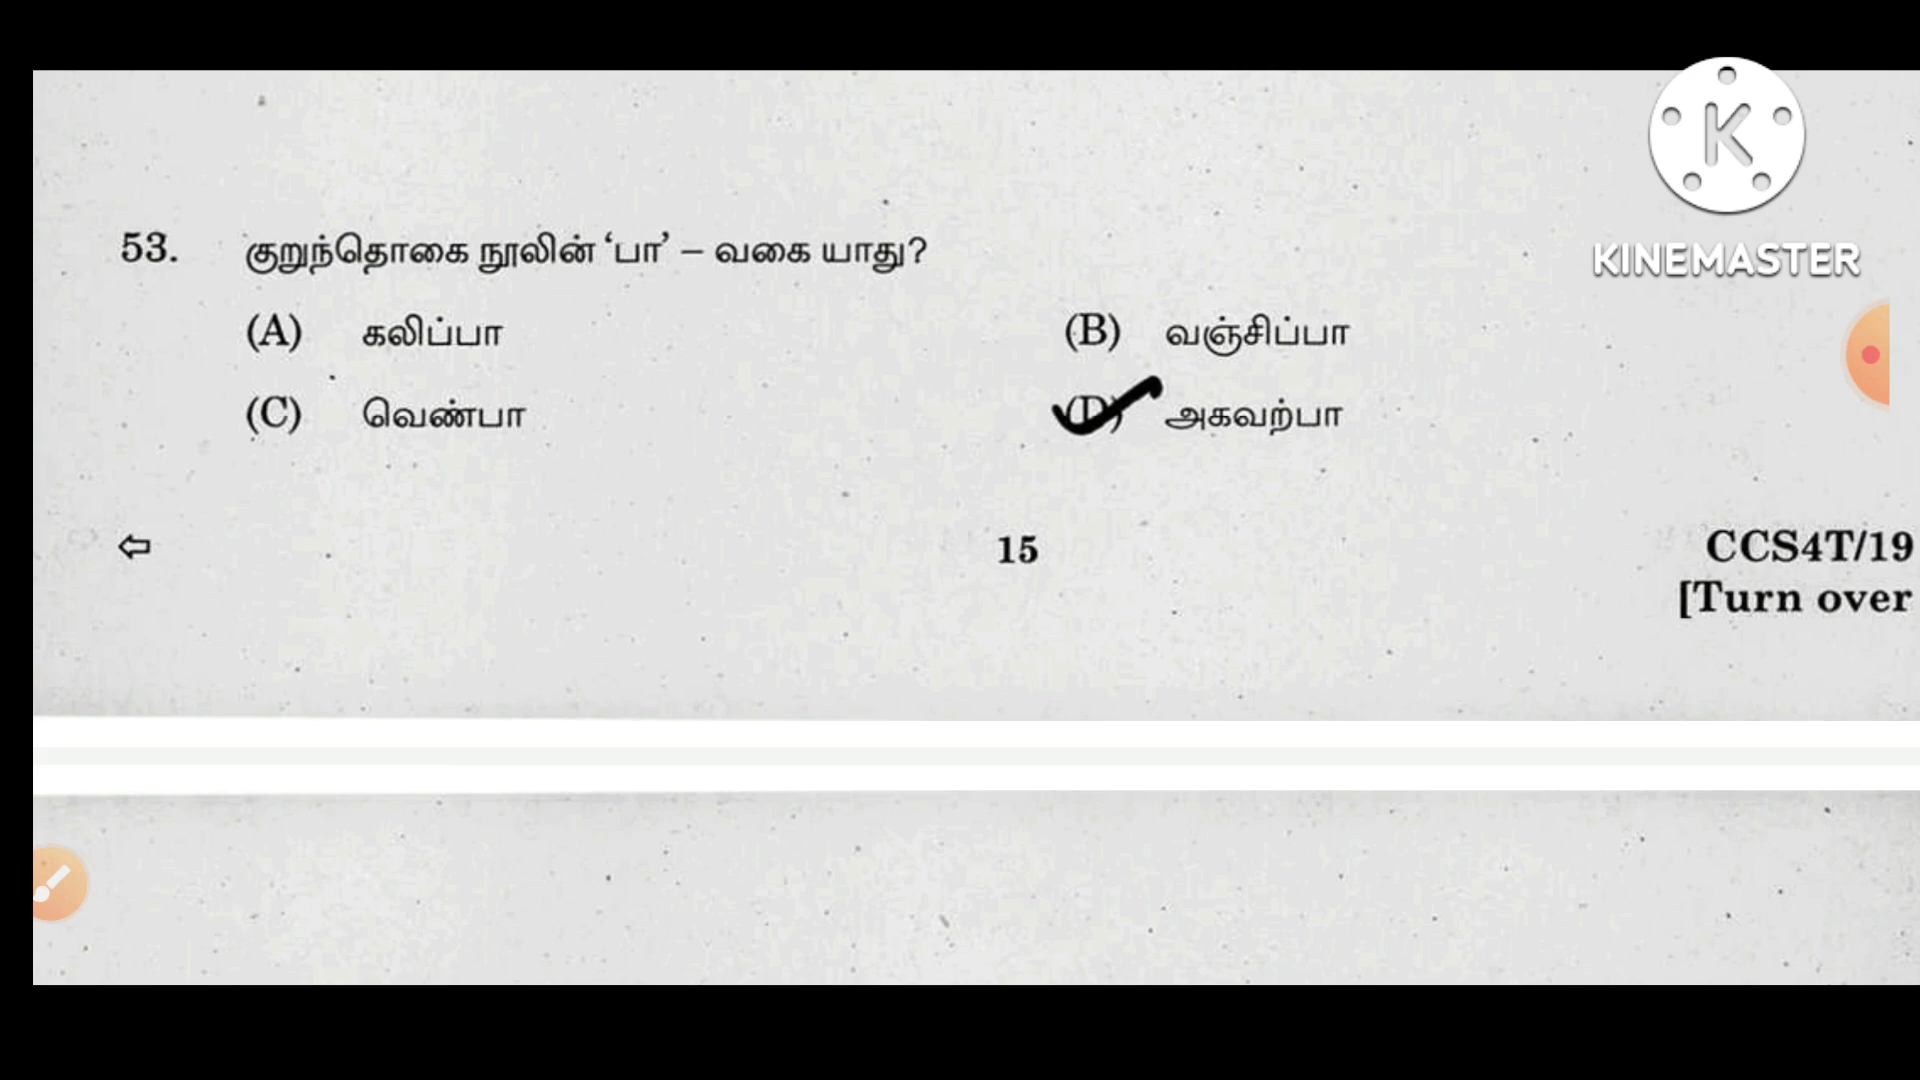 K
KINEMASTER
53. குறுந்தொகை நூலின் ‘பா’ – வகை யாது?
(A) கலிப்பா (B) வஞ்சிப்பா
(C) வெண்பா (D) அகவற்பா
⇦ 15 CCS4T/19
[Turn over